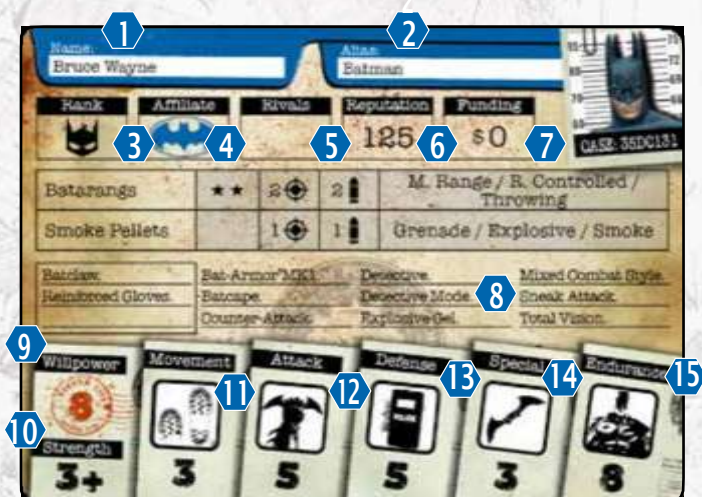 1 2
Name: Alias:
Bruce Wayne Batman
Rank Affiliate Rivals Reputation Funding
3 4 5 125 6 $0 7
CASE: 35DC131
Batarangs ★★ 2 2 M. Range / R. Controlled / Throwing
Smoke Pellets 1 1 Grenade / Explosive / Smoke
Batclaw. Bat-Armor MK1. Detective. Mixed Combat Style.
Reinforced Gloves. Batcape. Detective Mode. 8 Sneak Attack.
Counter-Attack. Explosive Gel. Total Vision.
9 Willpower Movement Attack Defense Special Endurance
8 11 12 13 14 15
10 Strength
3+ 3 5 5 3 8